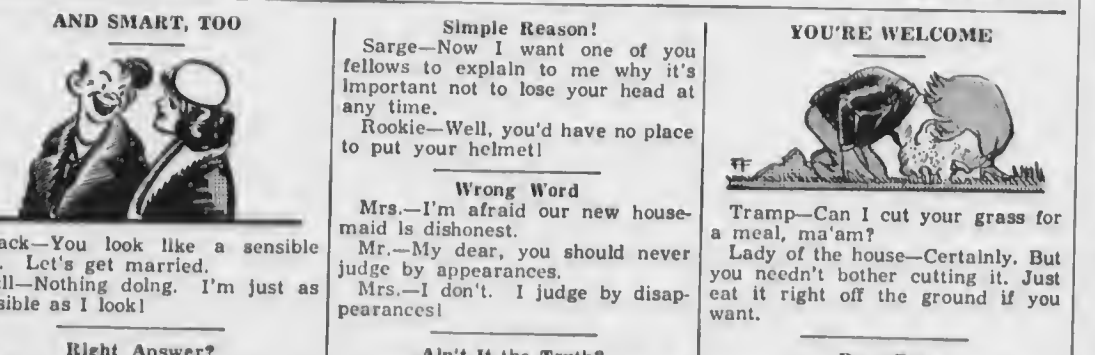 AND SMART, TOO
ack—You look like a sensible
. Let's get married.
ll—Nothing doing. I'm just as
sible as I look!
Right Answer?
Simple Reason!
Sarge—Now I want one of you
fellows to explain to me why it's
important not to lose your head at
any time.
Rookie—Well, you'd have no place
to put your helmet!
Wrong Word
Mrs.—I'm afraid our new house-
maid is dishonest.
Mr.—My dear, you should never
judge by appearances.
Mrs.—I don't. I judge by disap-
pearances!
Ain't It the Truth?
YOU'RE WELCOME
FF
Tramp—Can I cut your grass for
a meal, ma'am?
Lady of the house—Certainly. But
you needn't bother cutting it. Just
eat it right off the ground if you
want.